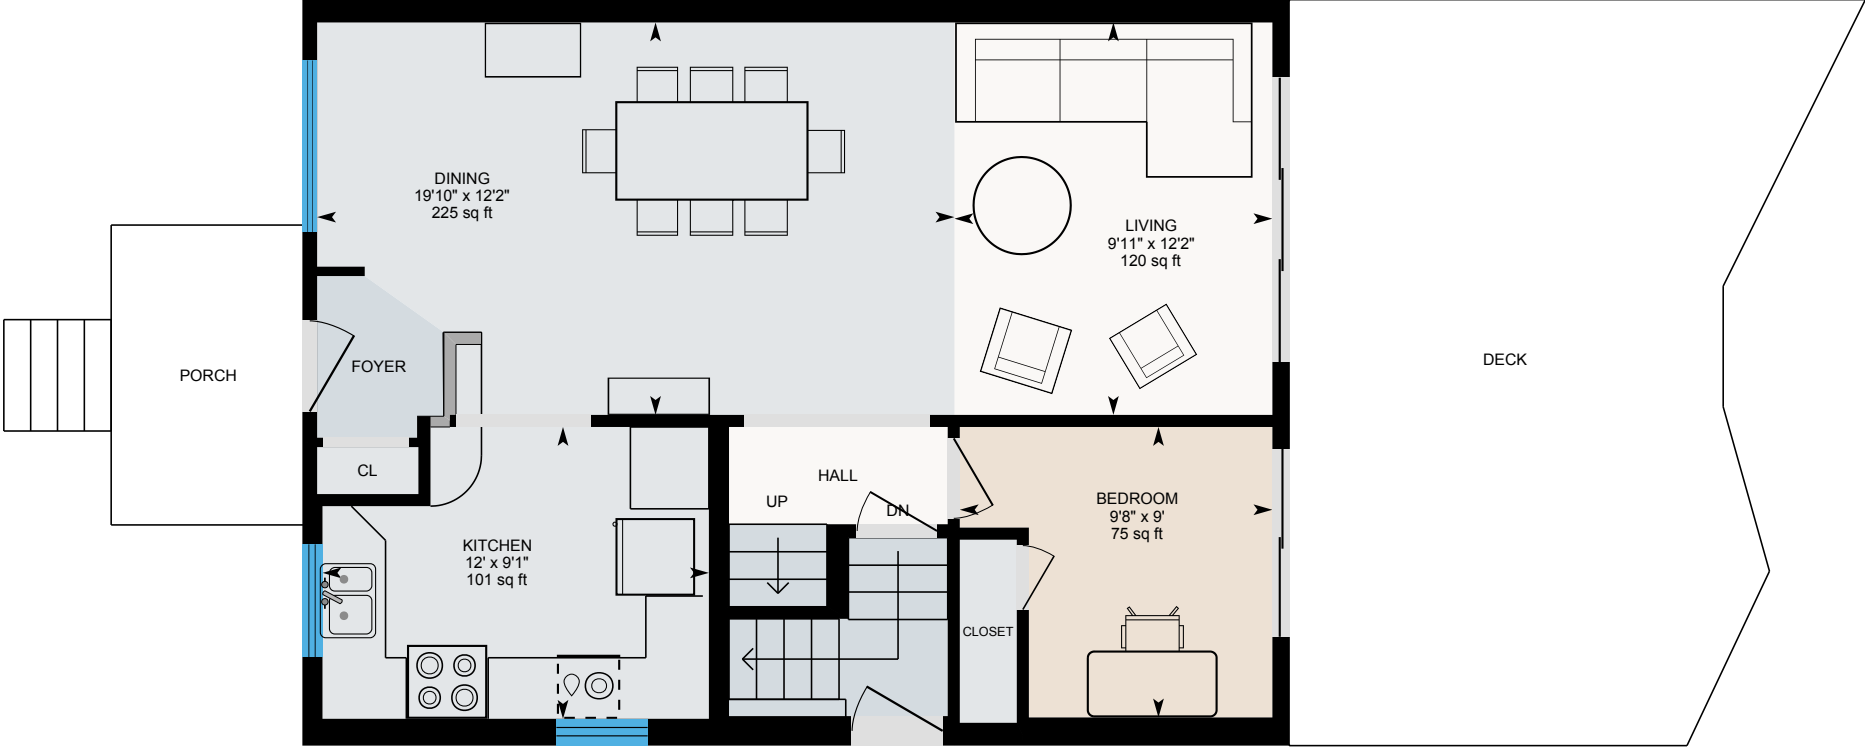 DINING
19'10" x 12'2"
225 sq ft
LIVING
9'11" x 12'2"
120 sq ft
PORCH
FOYER
DECK
CL
HALL
UP
DN
BEDROOM
9'8" x 9'
75 sq ft
KITCHEN
12' x 9'1"
101 sq ft
CLOSET